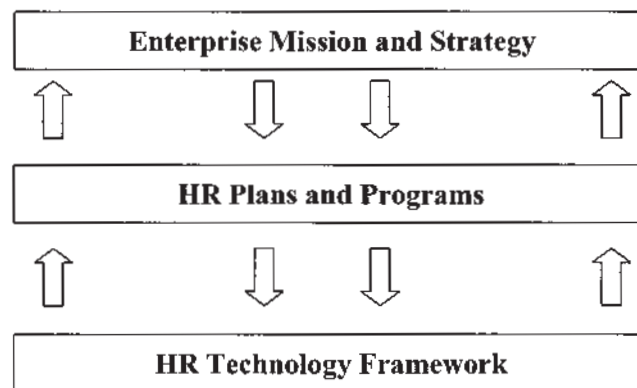 Enterprise Mission and Strategy
HR Plans and Programs
HR Technology Framework